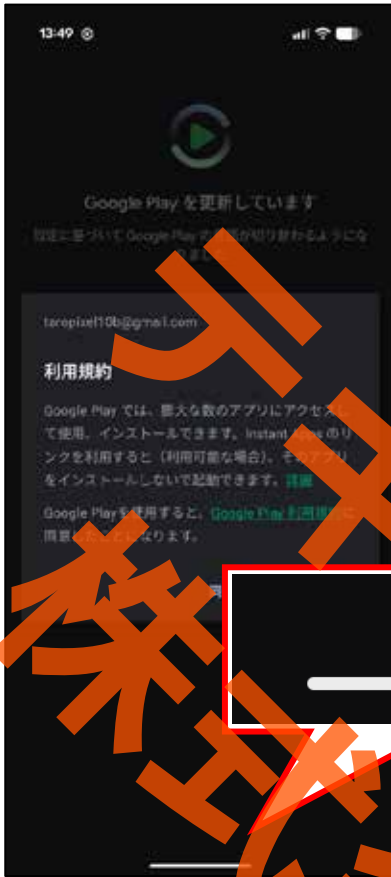 13:49
Google Play を更新しています
taropixel10b@gmail.com
利用規約
Google Play では、膨大な数のアプリにアクセスし
て使用、インストールできます。Instant Apps のリ
ンクを利用すると（利用可能な場合）、そのアプリ
をインストールしないで起動できます。詳細
Google Play を使用すると、Google Play 利用規約に
同意したことになります。
株式